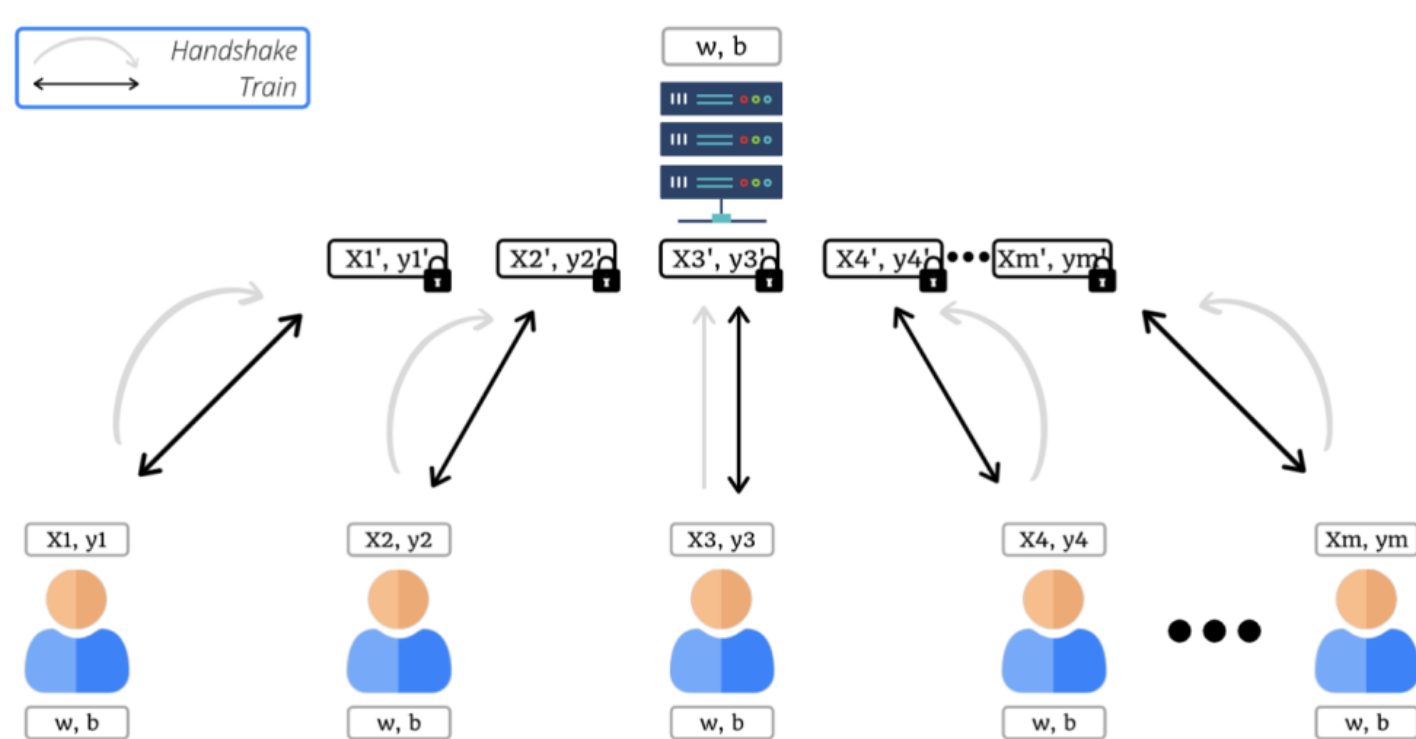 Handshake
Train
w, b
X1', y1'
X2', y2'
X3', y3'
X4', y4'
Xm', ym'
X1, y1
X2, y2
X3, y3
X4, y4
Xm, ym
w, b
w, b
w, b
w, b
w, b